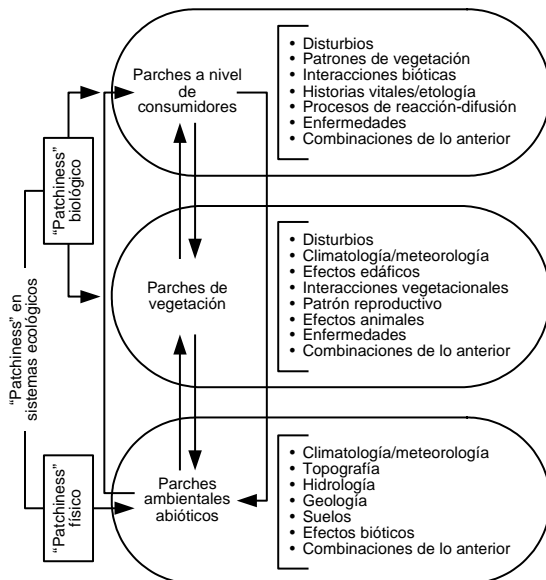 "Patchiness" en
sistemas ecológicos
"Patchiness"
biológico
"Patchiness"
físico
Parches a nivel
de
consumidores
• Disturbios
• Patrones de vegetación
• Interacciones bióticas
• Historias vitales/etología
• Procesos de reacción-difusión
• Enfermedades
• Combinaciones de lo anterior
Parches de
vegetación
• Disturbios
• Climatología/meteorología
• Efectos edáficos
• Interacciones vegetacionales
• Patrón reproductivo
• Efectos animales
• Enfermedades
• Combinaciones de lo anterior
Parches
ambientales
abióticos
• Climatología/meteorología
• Topografía
• Hidrología
• Geología
• Suelos
• Efectos bióticos
• Combinaciones de lo anterior